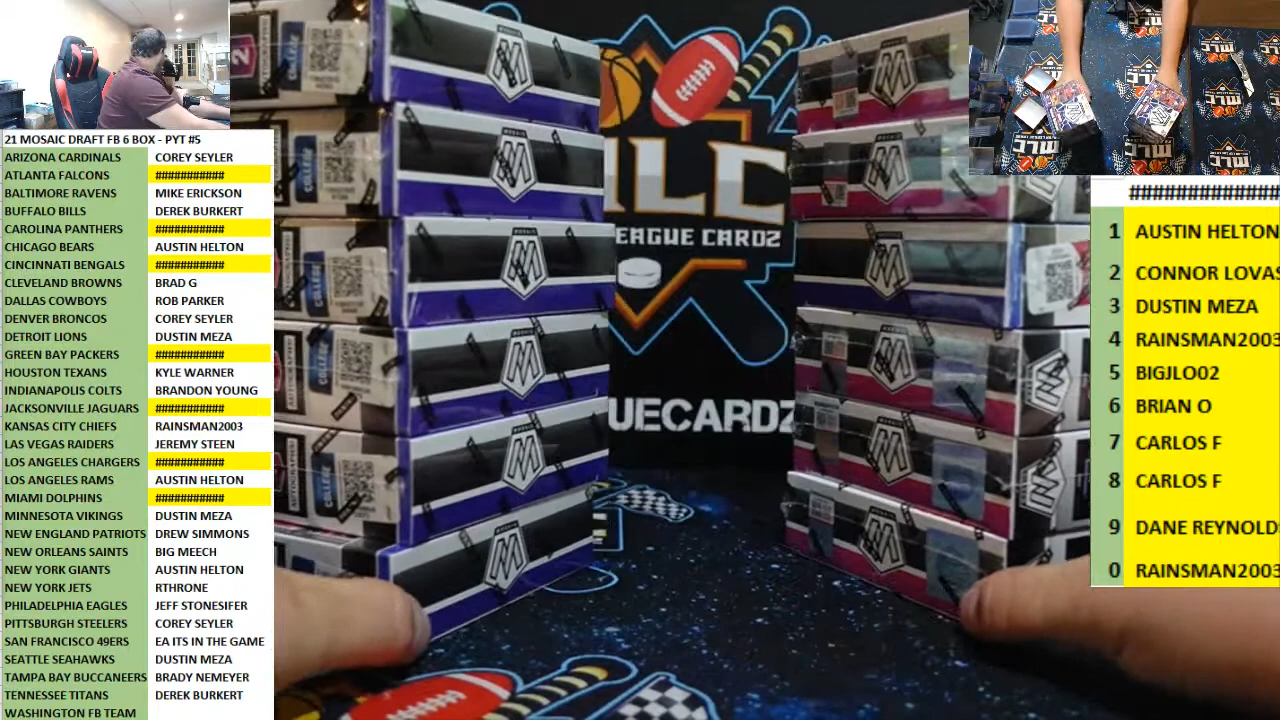 21 MOSAIC DRAFT FB 6 BOX - PYT #5
ARIZONA CARDINALS COREY SEYLER
ATLANTA FALCONS ###########
BALTIMORE RAVENS MIKE ERICKSON
BUFFALO BILLS DEREK BURKERT
CAROLINA PANTHERS ###########
CHICAGO BEARS AUSTIN HELTON
CINCINNATI BENGALS ###########
CLEVELAND BROWNS BRAD G
DALLAS COWBOYS ROB PARKER
DENVER BRONCOS COREY SEYLER
DETROIT LIONS DUSTIN MEZA
GREEN BAY PACKERS ###########
HOUSTON TEXANS KYLE WARNER
INDIANAPOLIS COLTS BRANDON YOUNG
JACKSONVILLE JAGUARS ###########
KANSAS CITY CHIEFS RAINSMAN2003
LAS VEGAS RAIDERS JEREMY STEEN
LOS ANGELES CHARGERS ###########
LOS ANGELES RAMS AUSTIN HELTON
MIAMI DOLPHINS ###########
MINNESOTA VIKINGS DUSTIN MEZA
NEW ENGLAND PATRIOTS DREW SIMMONS
NEW ORLEANS SAINTS BIG MEECH
NEW YORK GIANTS AUSTIN HELTON
NEW YORK JETS RTHRONE
PHILADELPHIA EAGLES JEFF STONESIFER
PITTSBURGH STEELERS COREY SEYLER
SAN FRANCISCO 49ERS EA ITS IN THE GAME
SEATTLE SEAHAWKS DUSTIN MEZA
TAMPA BAY BUCCANEERS BRADY NEMEYER
TENNESSEE TITANS DEREK BURKERT
WASHINGTON FB TEAM
ILC
EAGUE CARDZ
UECARDZ
COLLEGE
COLLEGE
COLLEGE
COLLEGE
COLLEGE
##############
1 AUSTIN HELTON
2 CONNOR LOVAS
3 DUSTIN MEZA
4 RAINSMAN2003
5 BIGJLO02
6 BRIAN O
7 CARLOS F
8 CARLOS F
9 DANE REYNOLD
0 RAINSMAN2003